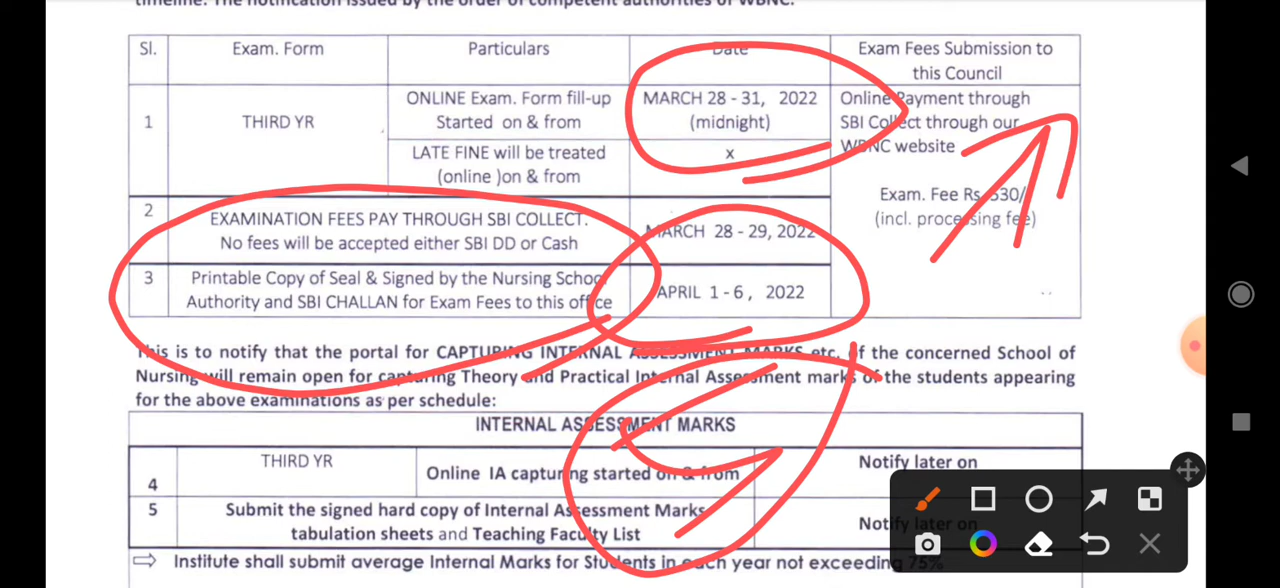 timeline. The notification issued by the order of competent authorities of WBNC.
Sl. Exam. Form Particulars Date Exam Fees Submission to
this Council
1 THIRD YR ONLINE Exam. Form fill-up
Started on & from MARCH 28 - 31, 2022
(midnight) Online Payment through
SBI Collect through our
WBNC website
LATE FINE will be treated
(online )on & from x
Exam. Fee Rs.
(incl. processing fee)
2 EXAMINATION FEES PAY THROUGH SBI COLLECT.
No fees will be accepted either SBI DD or Cash MARCH 28 - 29, 2022
3 Printable Copy of Seal & Signed by the Nursing School
Authority and SBI CHALLAN for Exam Fees to this office APRIL 1 - 6, 2022
This is to notify that the portal for CAPTURING INTERNAL ASSESSMENT MARKS etc. of the concerned School of
Nursing will remain open for capturing Theory and Practical Internal Assessment marks of the students appearing
for the above examinations as per schedule:
INTERNAL ASSESSMENT MARKS
4 THIRD YR Online IA capturing started on & from Notify later on
5 Submit the signed hard copy of Internal Assessment Marks
tabulation sheets and Teaching Faculty List Notify later on
⇨ Institute shall submit average Internal Marks for Students in each year not exceeding 75%